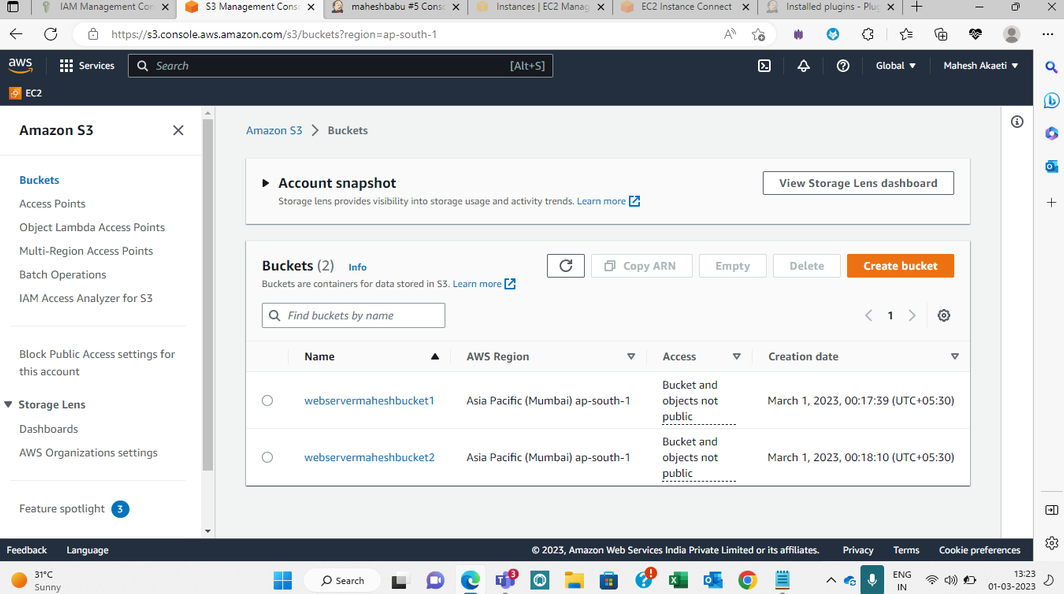 IAM Management Con
S3 Management Cons
maheshbabu #5 Cons
Instances | EC2 Manag
EC2 Instance Connect
Installed plugins - Plug
https://s3.console.aws.amazon.com/s3/buckets?region=ap-south-1
aws
Services
Search
[Alt+S]
Global
Mahesh Akaeti
EC2
Amazon S3
Buckets
Access Points
Object Lambda Access Points
Multi-Region Access Points
Batch Operations
IAM Access Analyzer for S3
Block Public Access settings for
this account
Storage Lens
Dashboards
AWS Organizations settings
Feature spotlight 3
Amazon S3 > Buckets
Account snapshot
Storage lens provides visibility into storage usage and activity trends. Learn more
View Storage Lens dashboard
Buckets (2) Info
Buckets are containers for data stored in S3. Learn more
Copy ARN
Empty
Delete
Create bucket
Find buckets by name
1
Name AWS Region Access Creation date
webservermaheshbucket1 Asia Pacific (Mumbai) ap-south-1 Bucket and
objects not
public March 1, 2023, 00:17:39 (UTC+05:30)
webservermaheshbucket2 Asia Pacific (Mumbai) ap-south-1 Bucket and
objects not
public March 1, 2023, 00:18:10 (UTC+05:30)
Feedback Language © 2023, Amazon Web Services India Private Limited or its affiliates. Privacy Terms Cookie preferences
31°C
Sunny
Search
3
ENG
IN
13:23
01-03-2023